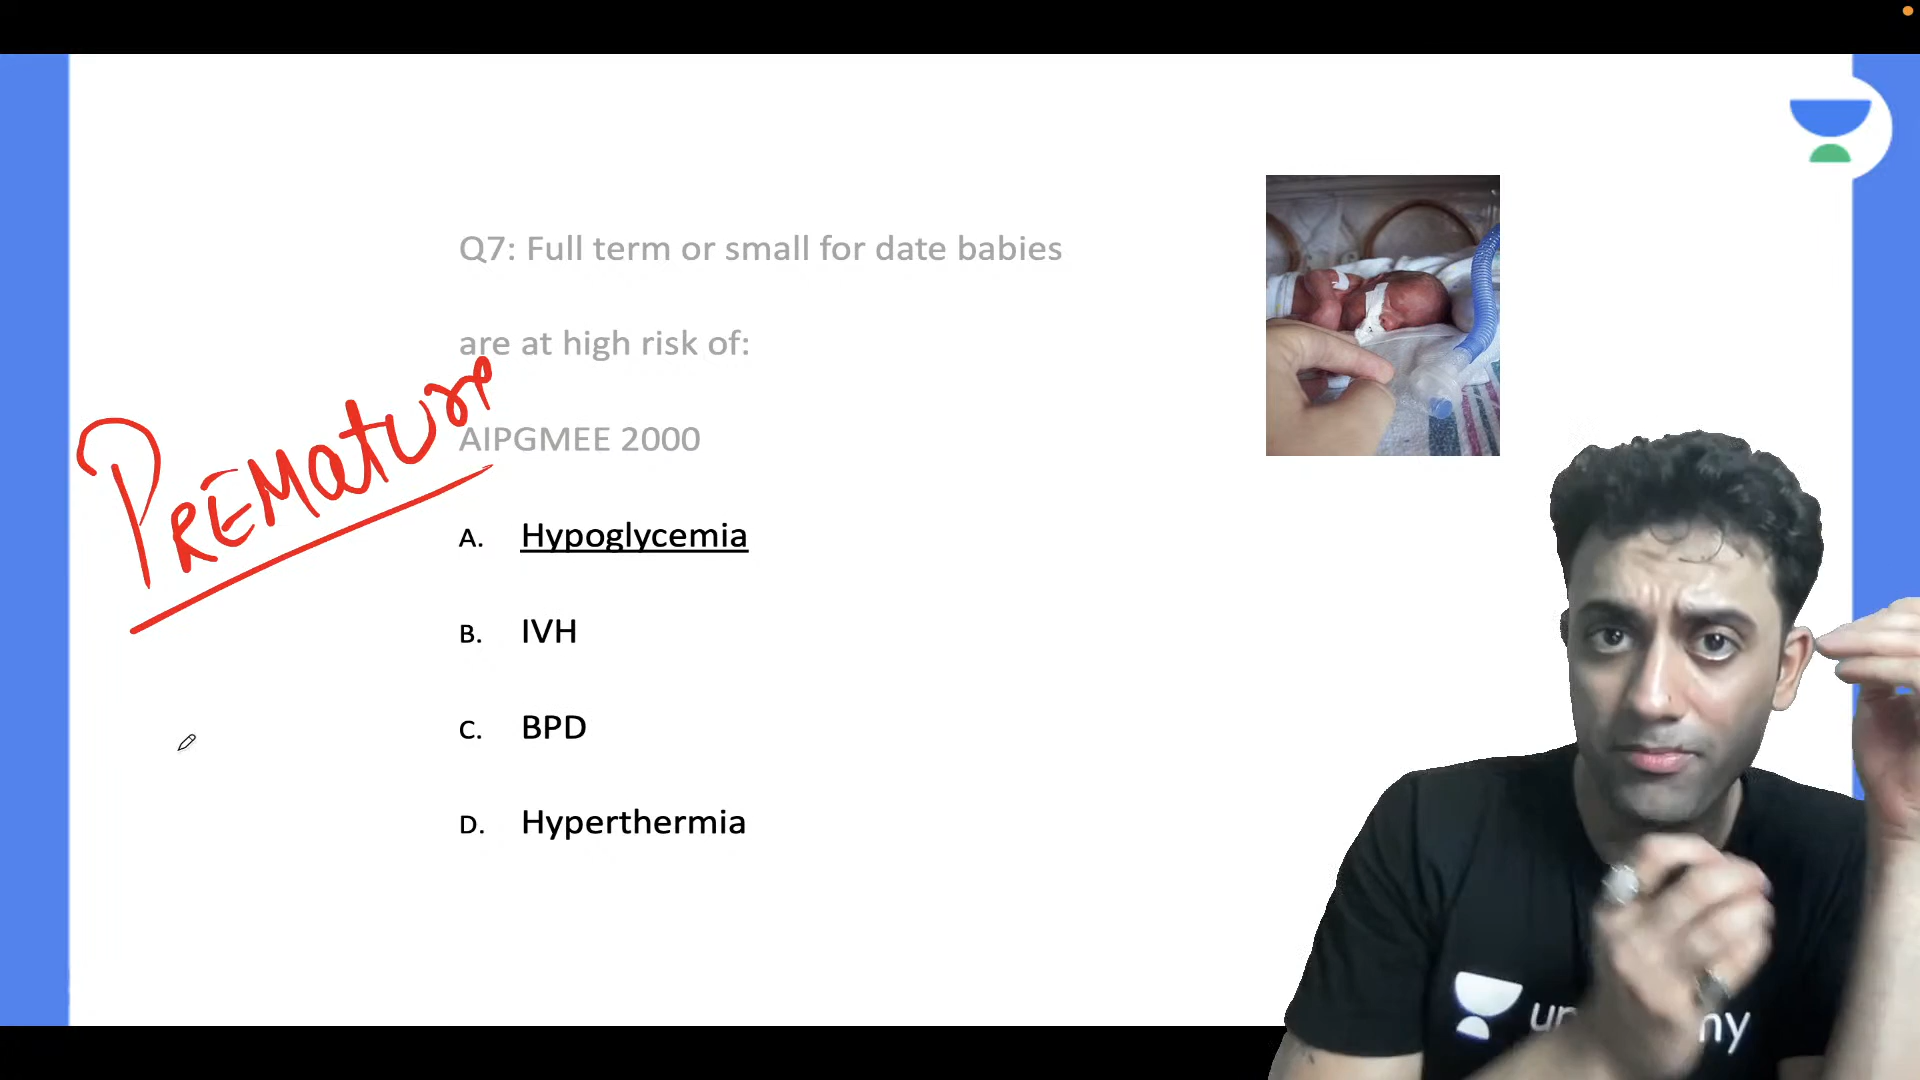 Q7: Full term or small for date babies
are at high risk of:
PREMature
AIPGMEE 2000
A. Hypoglycemia
B. IVH
C. BPD
D. Hyperthermia